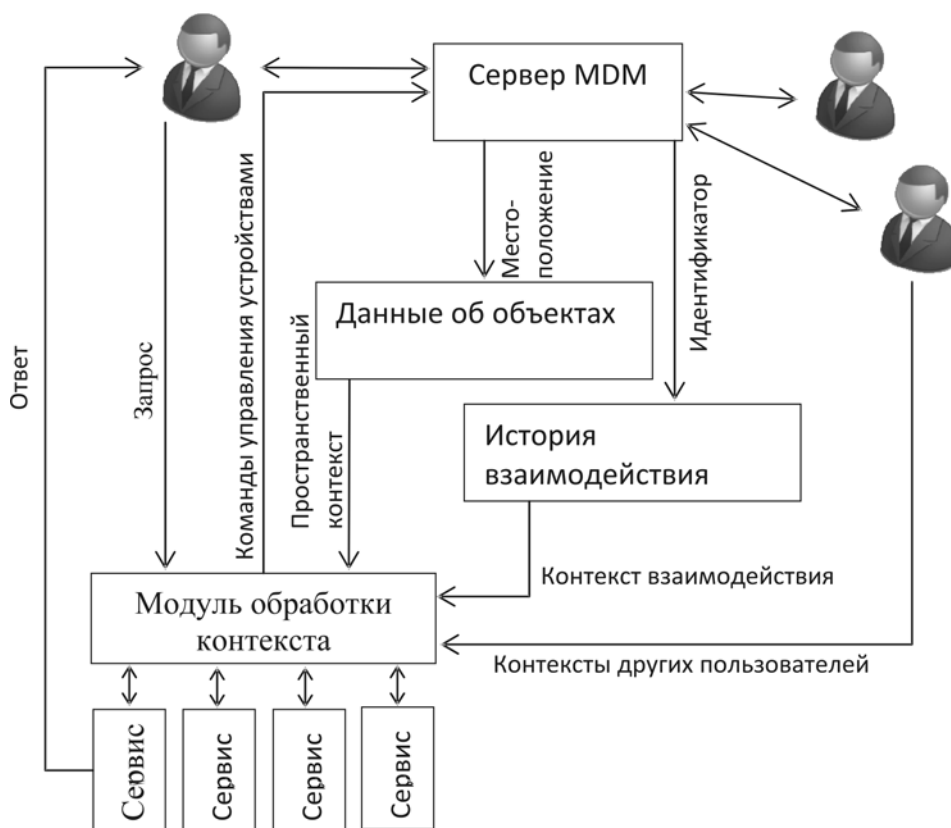 Сервер MDM
Место-
положение
Идентификатор
Данные об объектах
Команды управления устройствами
Пространственный
контекст
Запрос
Ответ
История
взаимодействия
Контекст взаимодействия
Модуль обработки
контекста
Контексты других пользователей
Сервис
Сервис
Сервис
Сервис